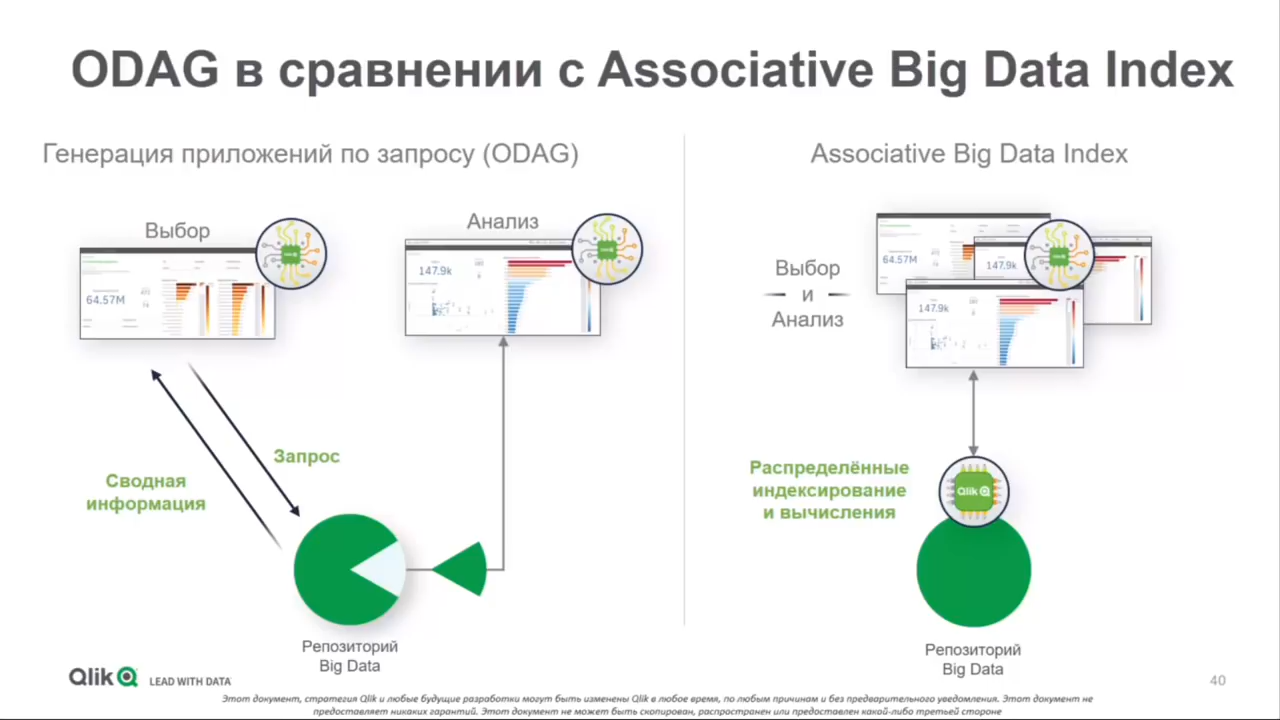 ODAG в сравнении с Associative Big Data Index
Генерация приложений по запросу (ODAG)
Выбор
64.57M
Анализ
147.9k
Сводная
информация
Запрос
Репозиторий
Big Data
Associative Big Data Index
Выбор
и
Анализ
64.57M
147.9k
147.9k
Распределённые
индексирование
и вычисления
Qlik
Репозиторий
Big Data
Qlik LEAD WITH DATA
40
Этот документ, стратегия Qlik и любые будущие разработки могут быть изменены Qlik в любое время, по любым причинам и без предварительного уведомления. Этот документ не
предоставляет никаких гарантий. Этот документ не может быть скопирован, распространен или предоставлен какой-либо третьей стороне